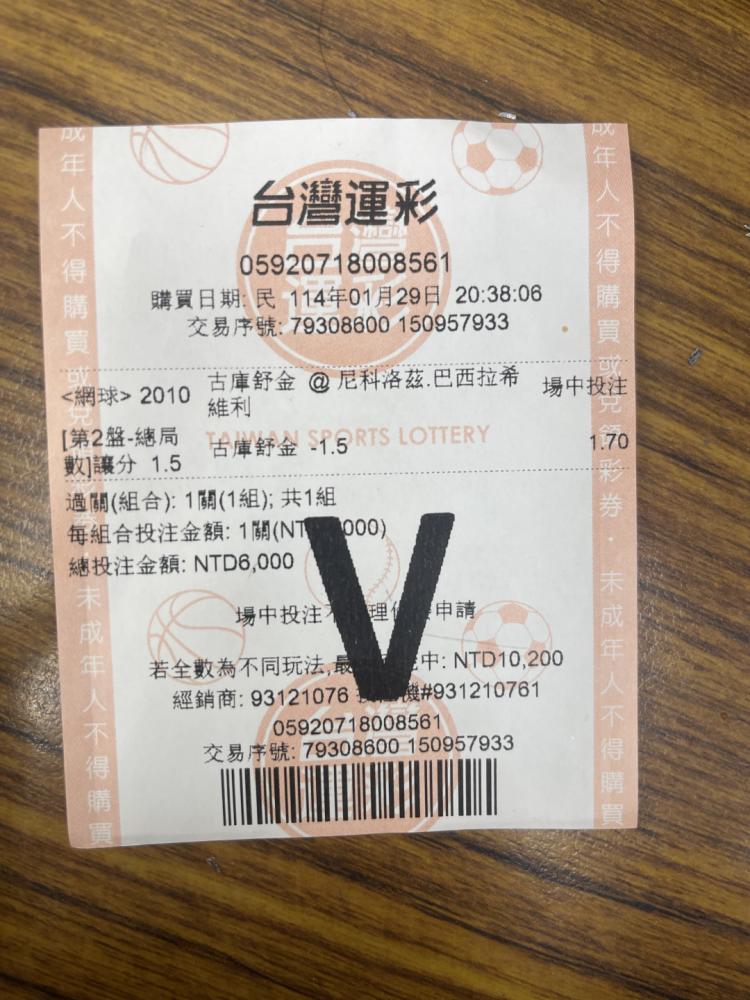 台灣運彩
05920718008561
購買日期: 民 114年01月29日 20:38:06
交易序號: 79308600 150957933
<網球> 2010 古庫舒金 @ 尼科洛茲.巴西拉希維利 場中投注
[第2盤-總局數]讓分 1.5 古庫舒金 -1.5 1.70
TAIWAN SPORTS LOTTERY
過關(組合): 1關(1組); 共1組
每組合投注金額: 1關(NT 000)
總投注金額: NTD6,000
場中投注 理 申請
若全數為不同玩法, 中: NTD10,200
經銷商: 93121076 機#931210761
05920718008561
交易序號: 79308600 150957933
成年人不得購買或兌 未成年人不得購買
成年人不得購買或兌領彩券．未成年人不得購買
V